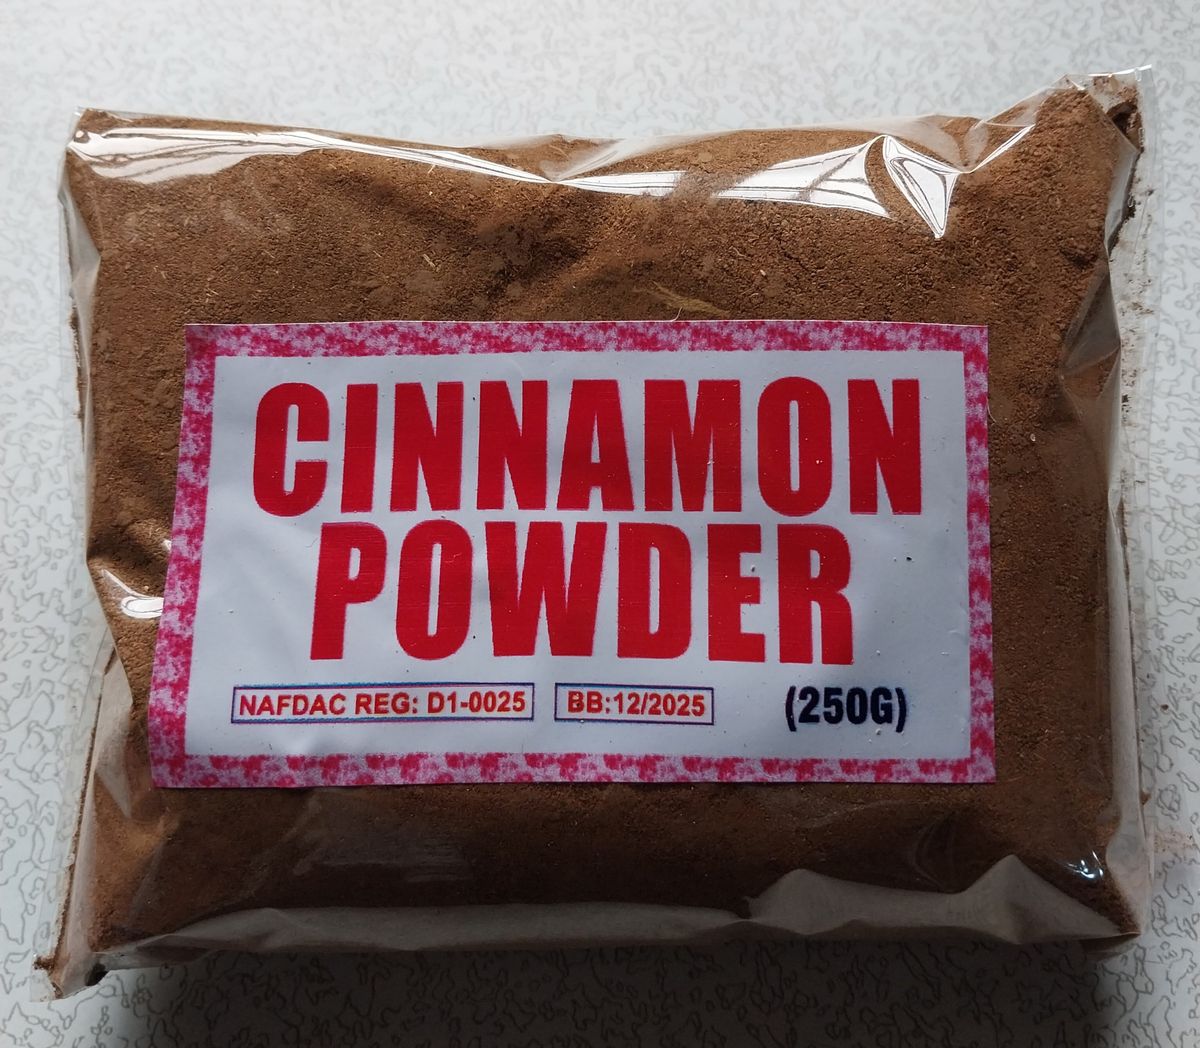 CINNAMON
POWDER
NAFDAC REG: D1-0025 BB:12/2025 (250G)